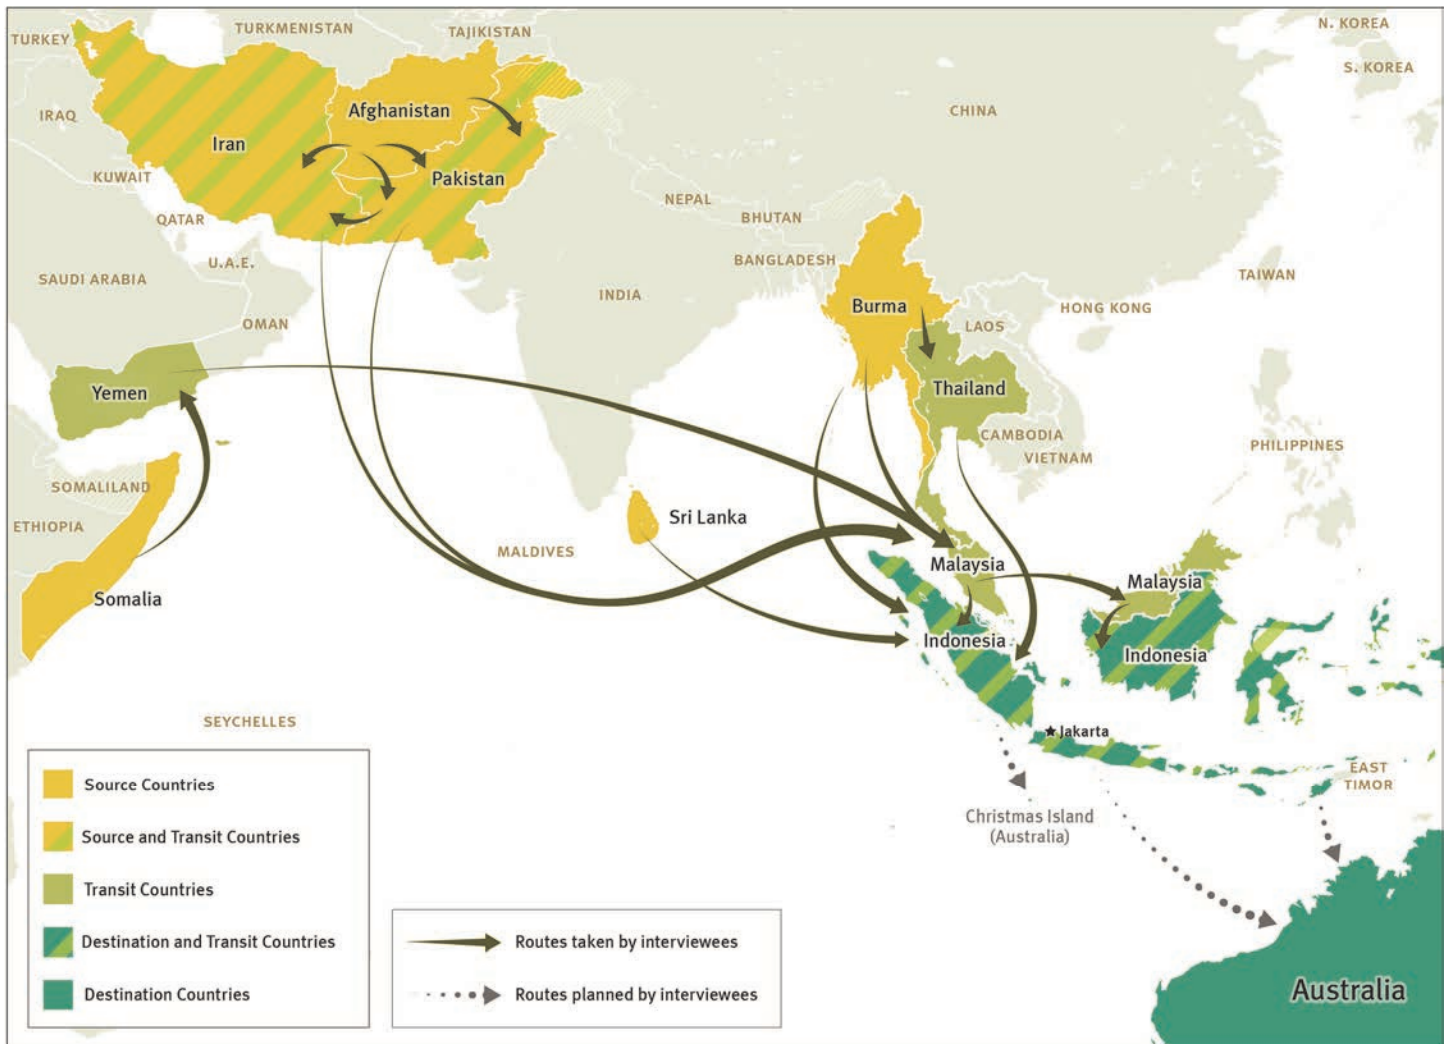 TURKEY
TURKMENISTAN
TAJIKISTAN
N. KOREA
S. KOREA
IRAQ
Afghanistan
CHINA
Iran
KUWAIT
Pakistan
NEPAL
QATAR
BHUTAN
BANGLADESH
U.A.E.
SAUDI ARABIA
INDIA
TAIWAN
Burma
HONG KONG
OMAN
LAOS
Yemen
Thailand
CAMBODIA
VIETNAM
PHILIPPINES
SOMALILAND
ETHIOPIA
Sri Lanka
MALDIVES
Malaysia
Malaysia
Somalia
Indonesia
Indonesia
SEYCHELLES
Jakarta
EAST
TIMOR
Christmas Island
(Australia)
Australia
Source Countries
Source and Transit Countries
Transit Countries
Destination and Transit Countries
Destination Countries
Routes taken by interviewees
Routes planned by interviewees